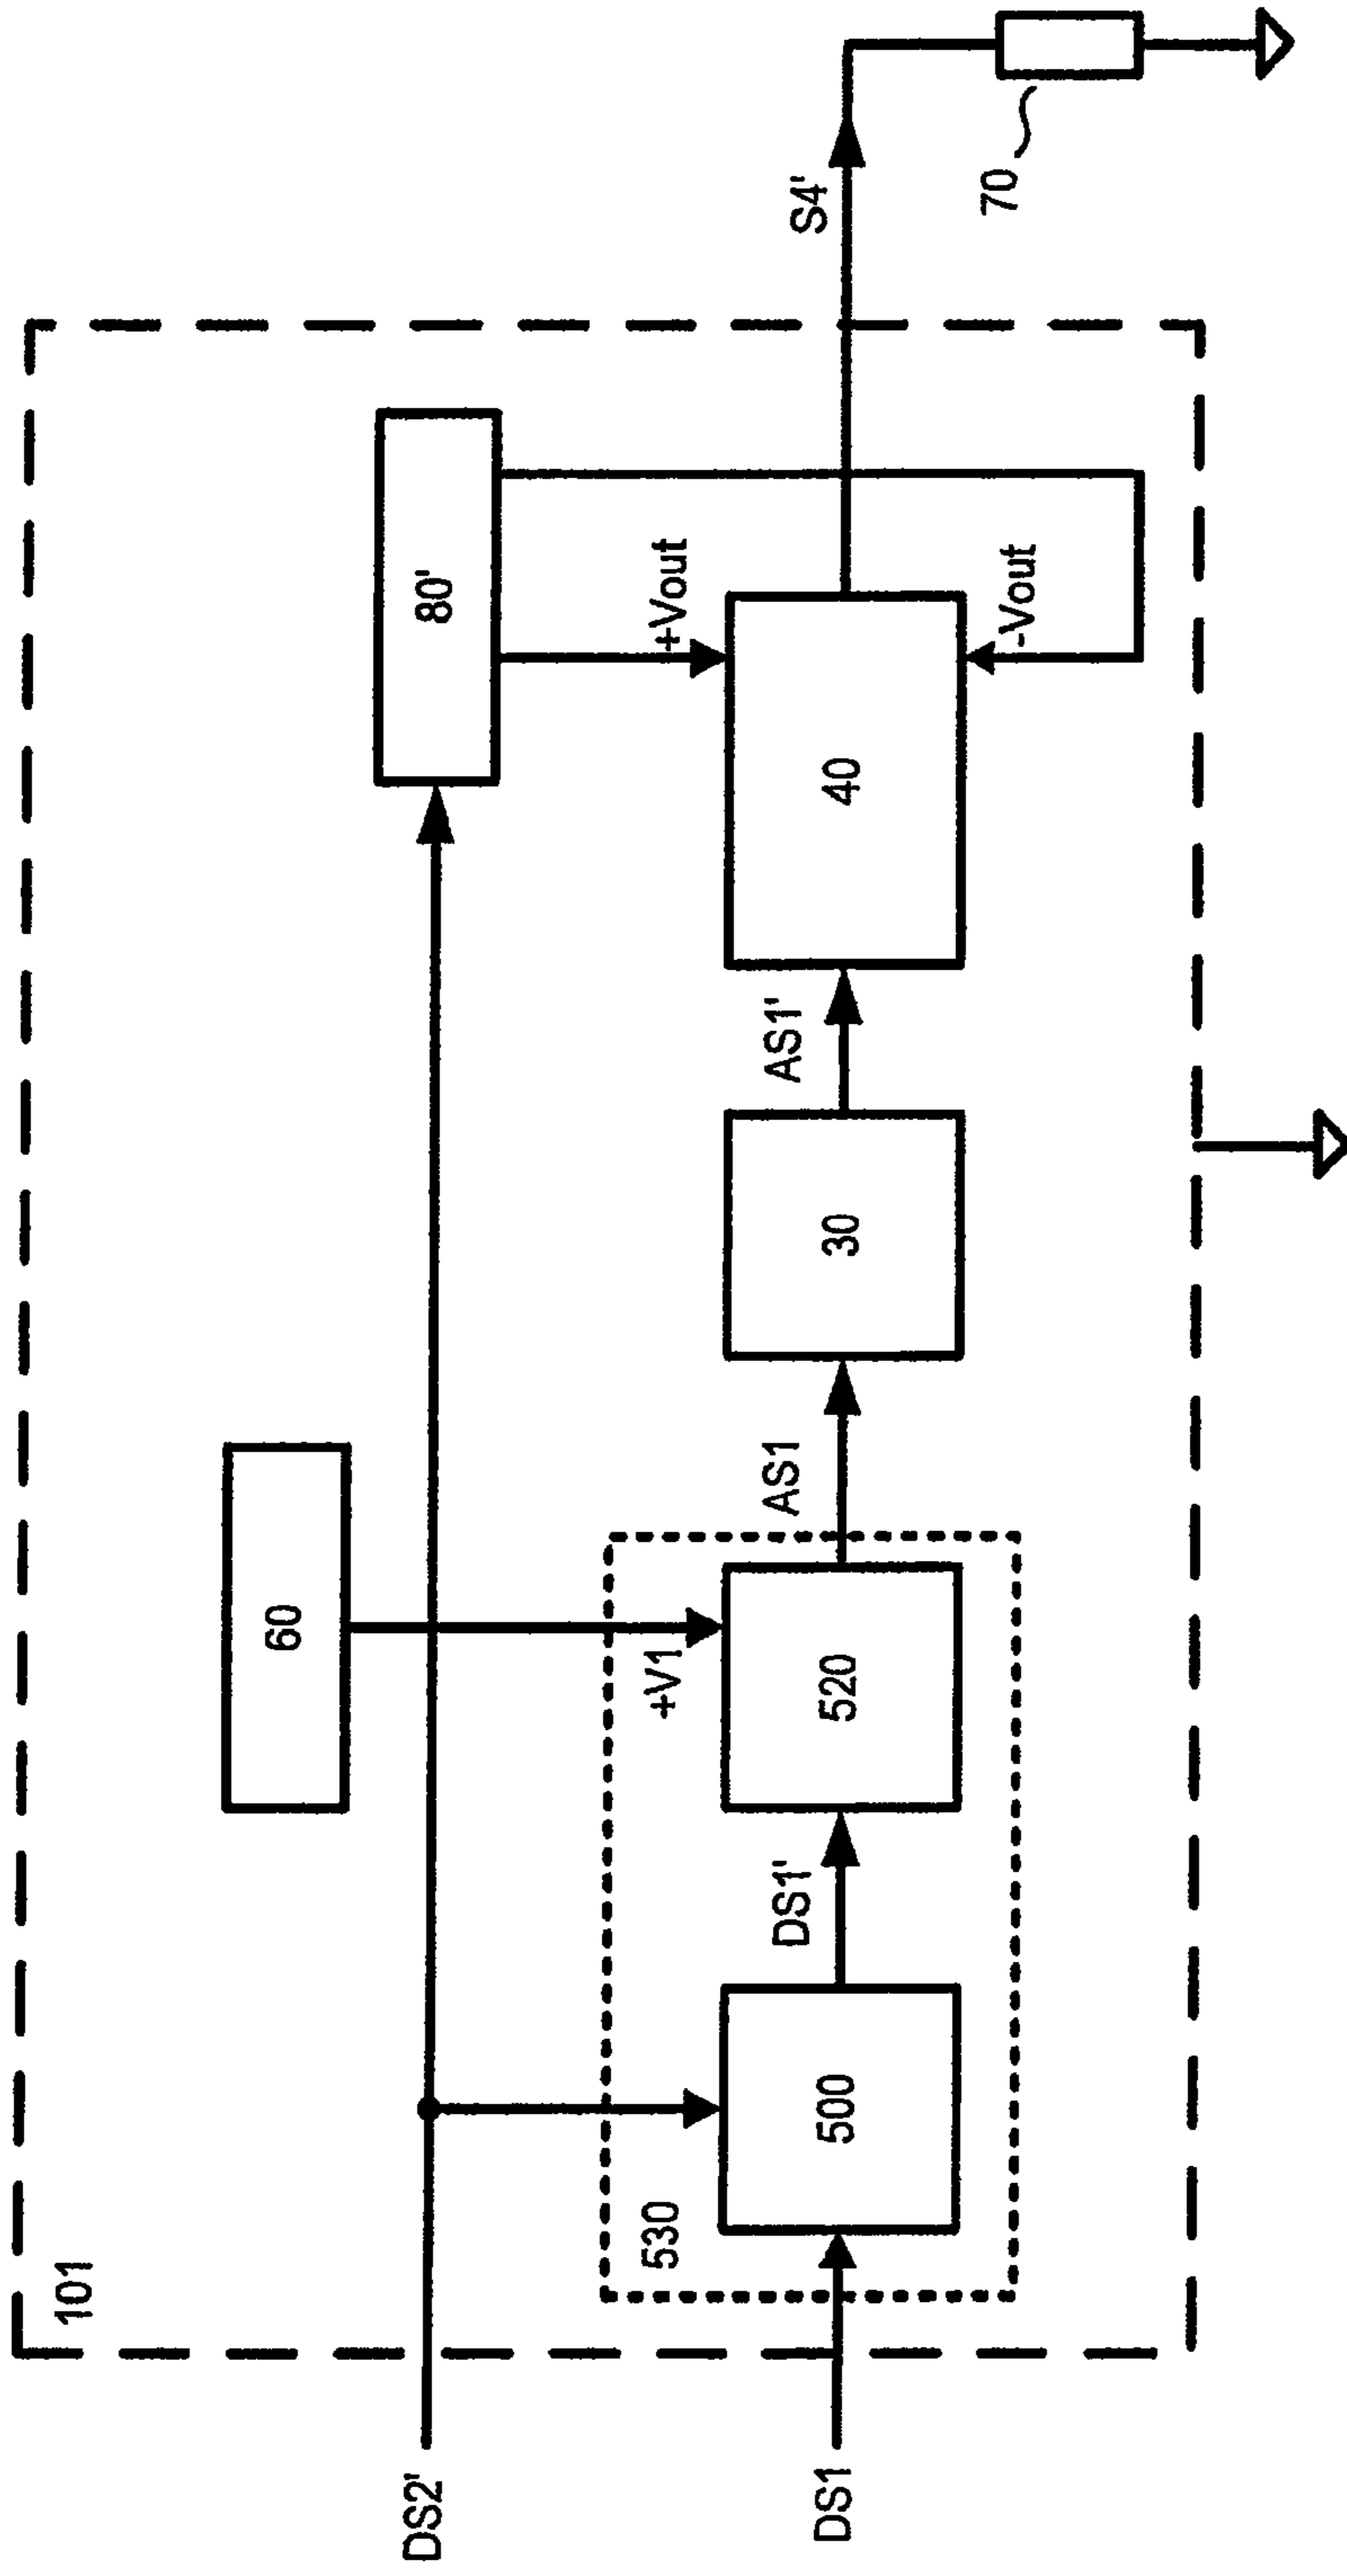 101
60
80'
DS2'
+V1
+Vout
530
DS1
500
DS1'
520
AS1
30
AS1'
40
-Vout
S4'
70